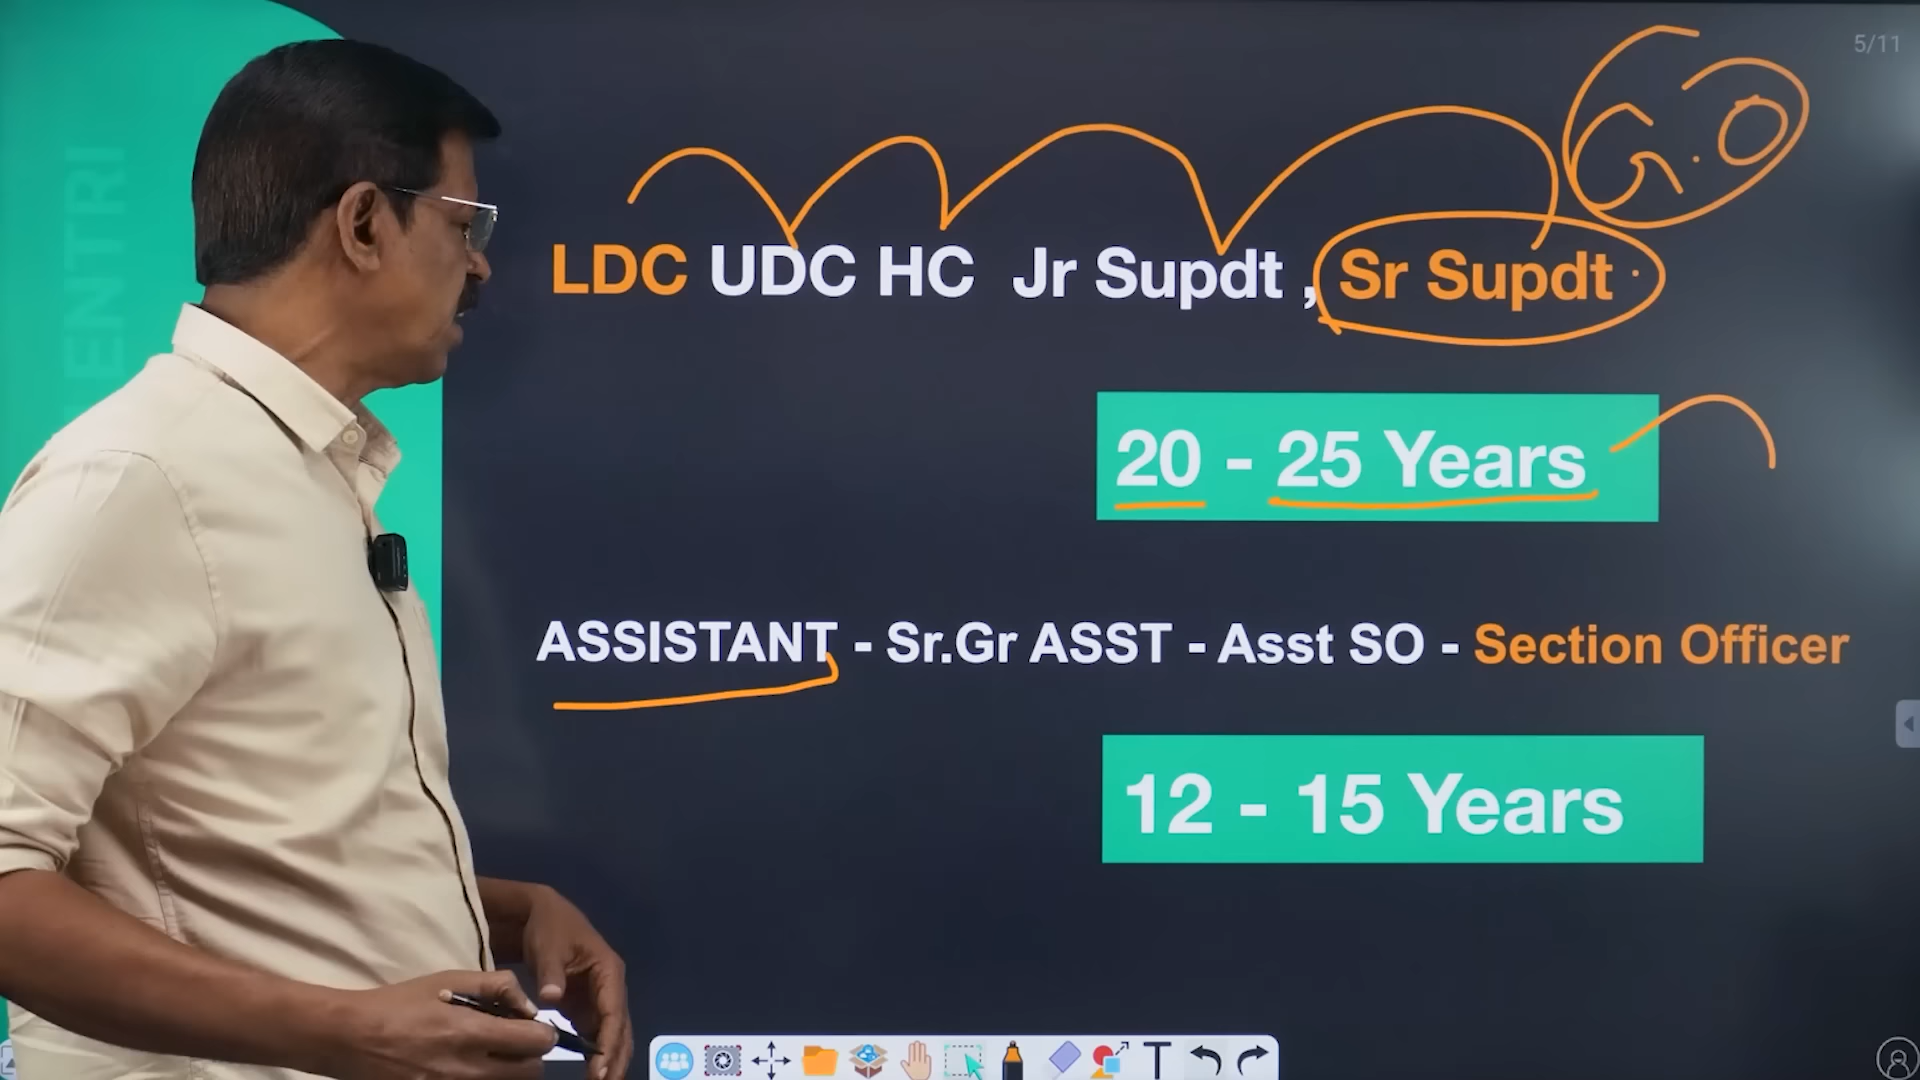 5/11
G.O
ENTRI
LDC UDC HC Jr Supdt , Sr Supdt
20 - 25 Years
ASSISTANT - Sr.Gr ASST - Asst SO - Section Officer
12 - 15 Years
T